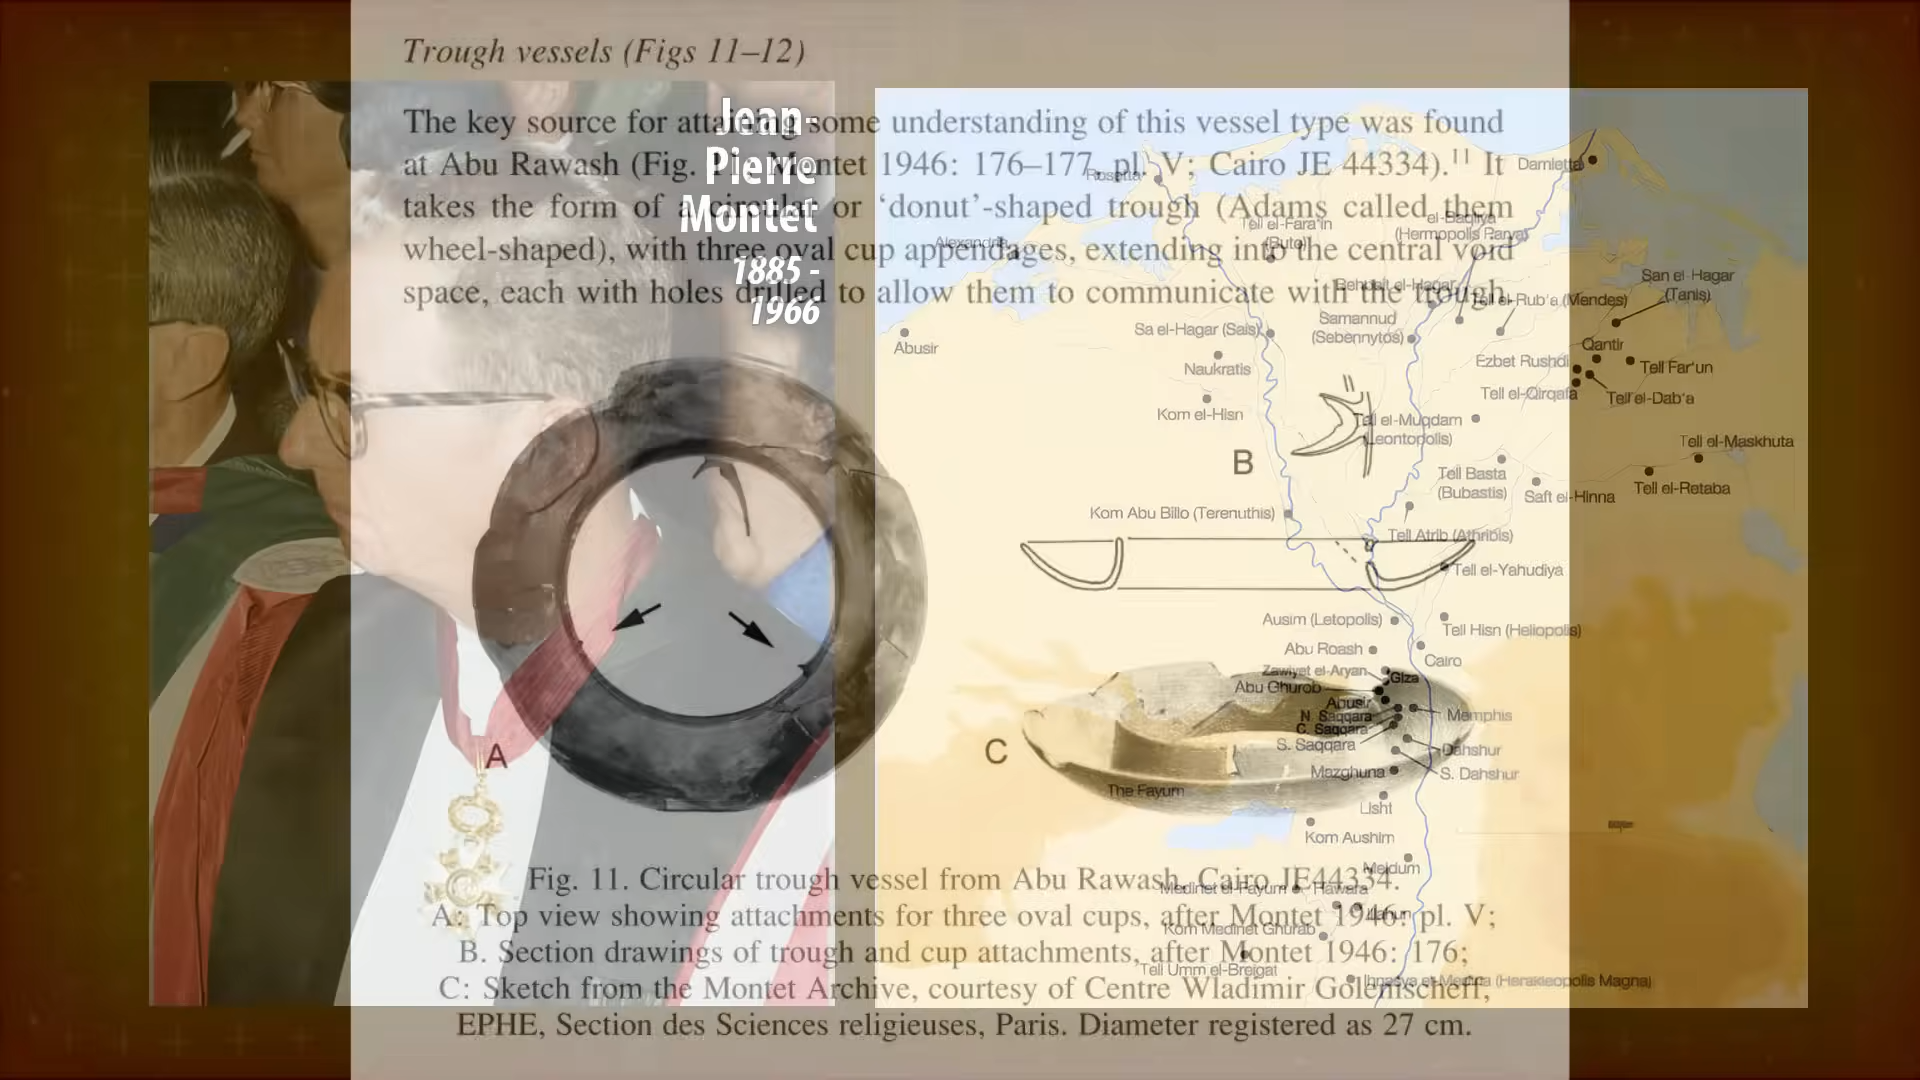 Trough vessels (Figs 11–12)
The key source for attaining some understanding of this vessel type was found
at Abu Rawash (Fig. 11; Montet 1946: 176–177, pl. V; Cairo JE 44334).¹¹ It
takes the form of a circular or ‘donut’-shaped trough (Adams called them
wheel-shaped), with three oval cup appendages, extending into the central void
space, each with holes drilled to allow them to communicate with the trough.
Jean-
Pierre
Montet
1885 -
1966
Damietta
Rosetta
el-Baqliya
(Hermopolis Parva)
Tell el-Fara'in
(Buto)
Alexandria
San el-Hagar
(Tanis)
Behbeit el-Hagar
Tell el-Rub'a (Mendes)
Samannud
(Sebennytos)
Sa el-Hagar (Sais)
Abusir
Qantir
Naukratis
Ezbet Rushdi
Tell Far'un
Tell el-Qirqafa
Tell el-Dab'a
Kom el-Hisn
Tell el-Muqdam
(Leontopolis)
Tell el-Maskhuta
B
Tell Basta
(Bubastis)
Saft el-Hinna
Tell el-Retaba
Kom Abu Billo (Terenuthis)
Tell Atrib (Athribis)
Tell el-Yahudiya
Ausim (Letopolis)
Tell Hisn (Heliopolis)
Abu Roash
Cairo
Zawiyet el-Aryan
Giza
Abu Ghurob
Abusir
N. Saqqara
Memphis
C. Saqqara
S. Saqqara
Dahshur
A
C
Mazghuna
S. Dahshur
The Fayum
Lisht
Kom Aushim
Meidum
Medinet el-Fayum
Hawara
Lahun
Kom Medinet Ghurab
Tell Umm el-Breigat
Ihnasya el-Medina (Herakleopolis Magna)
Fig. 11. Circular trough vessel from Abu Rawash, Cairo JE44334.
A: Top view showing attachments for three oval cups, after Montet 1946: pl. V;
B. Section drawings of trough and cup attachments, after Montet 1946: 176;
C: Sketch from the Montet Archive, courtesy of Centre Wladimir Golenischeff,
EPHE, Section des Sciences religieuses, Paris. Diameter registered as 27 cm.